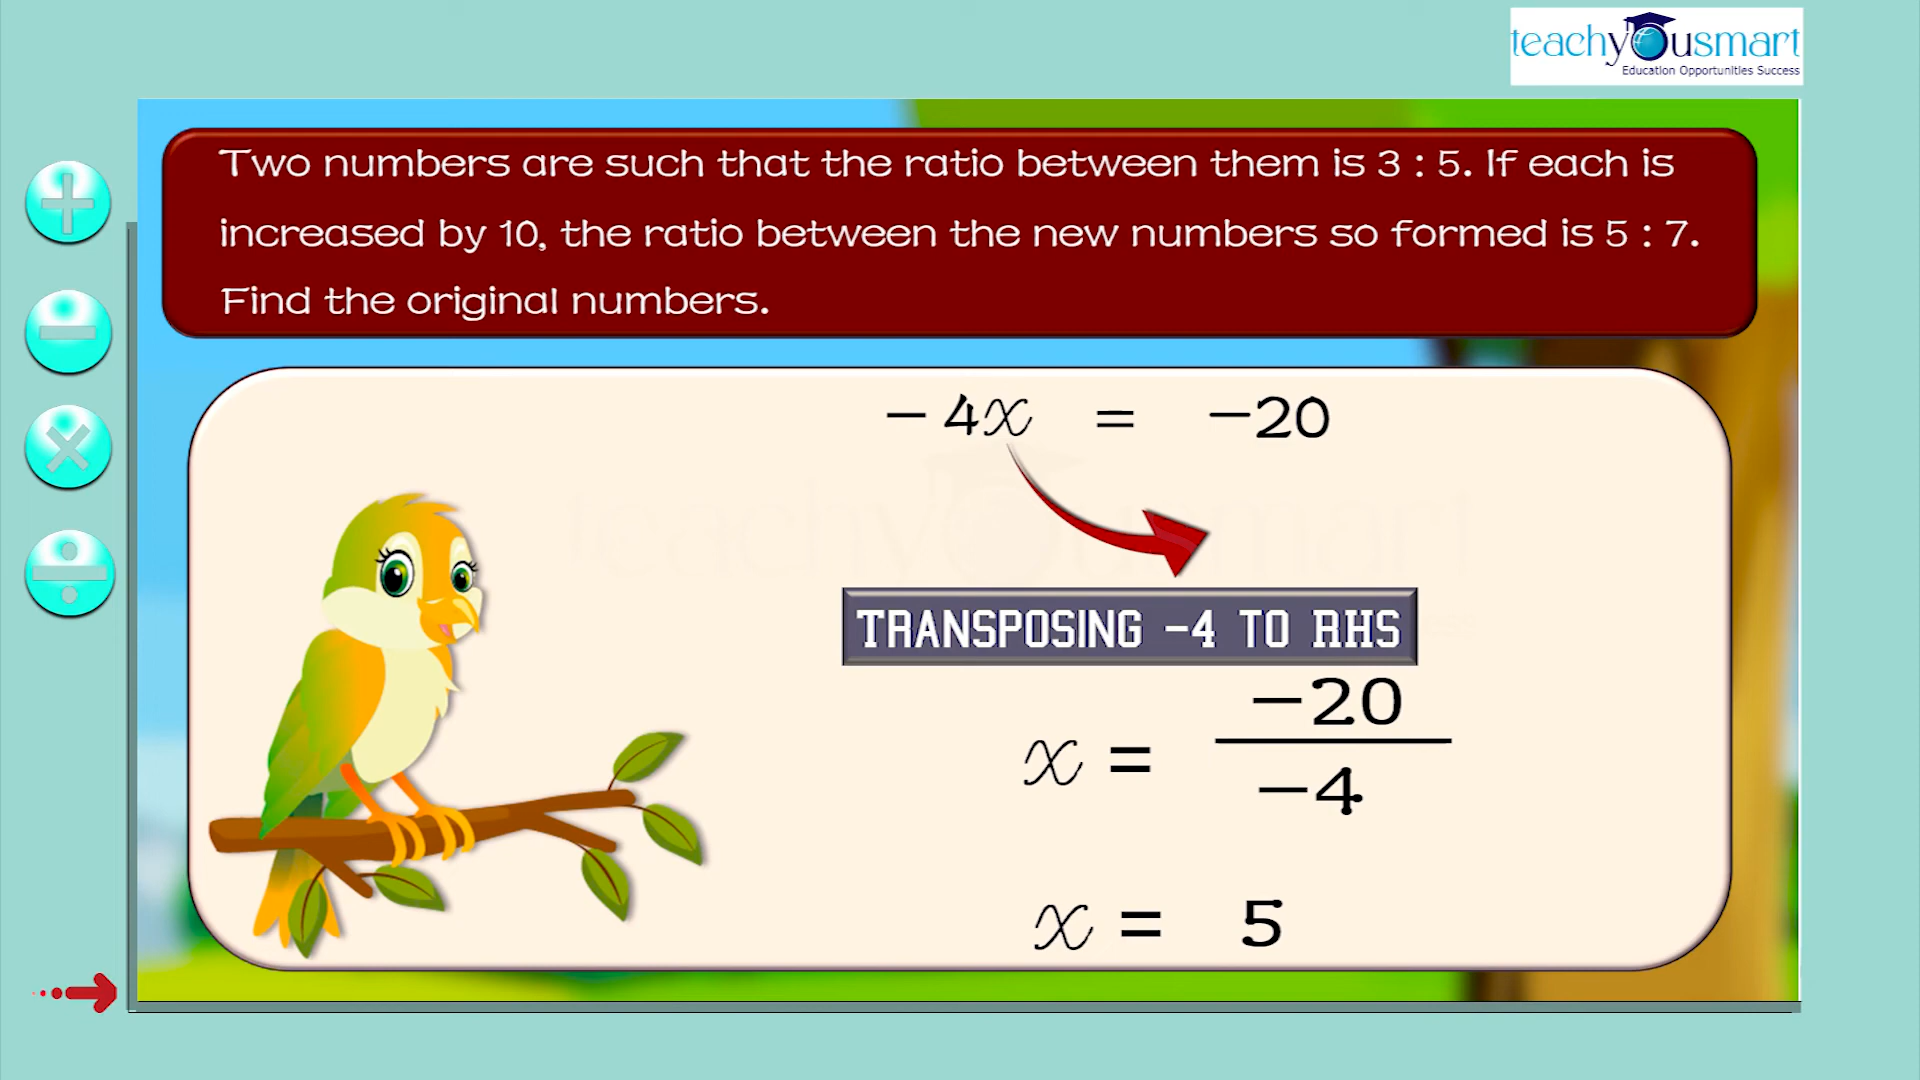 teachyousmart
Education Opportunities Success
Two numbers are such that the ratio between them is 3 : 5. If each is
increased by 10, the ratio between the new numbers so formed is 5 : 7.
Find the original numbers.
− 4x = −20
teachyousmart
TRANSPOSING −4 TO RHS
x = −20
−4
x = 5